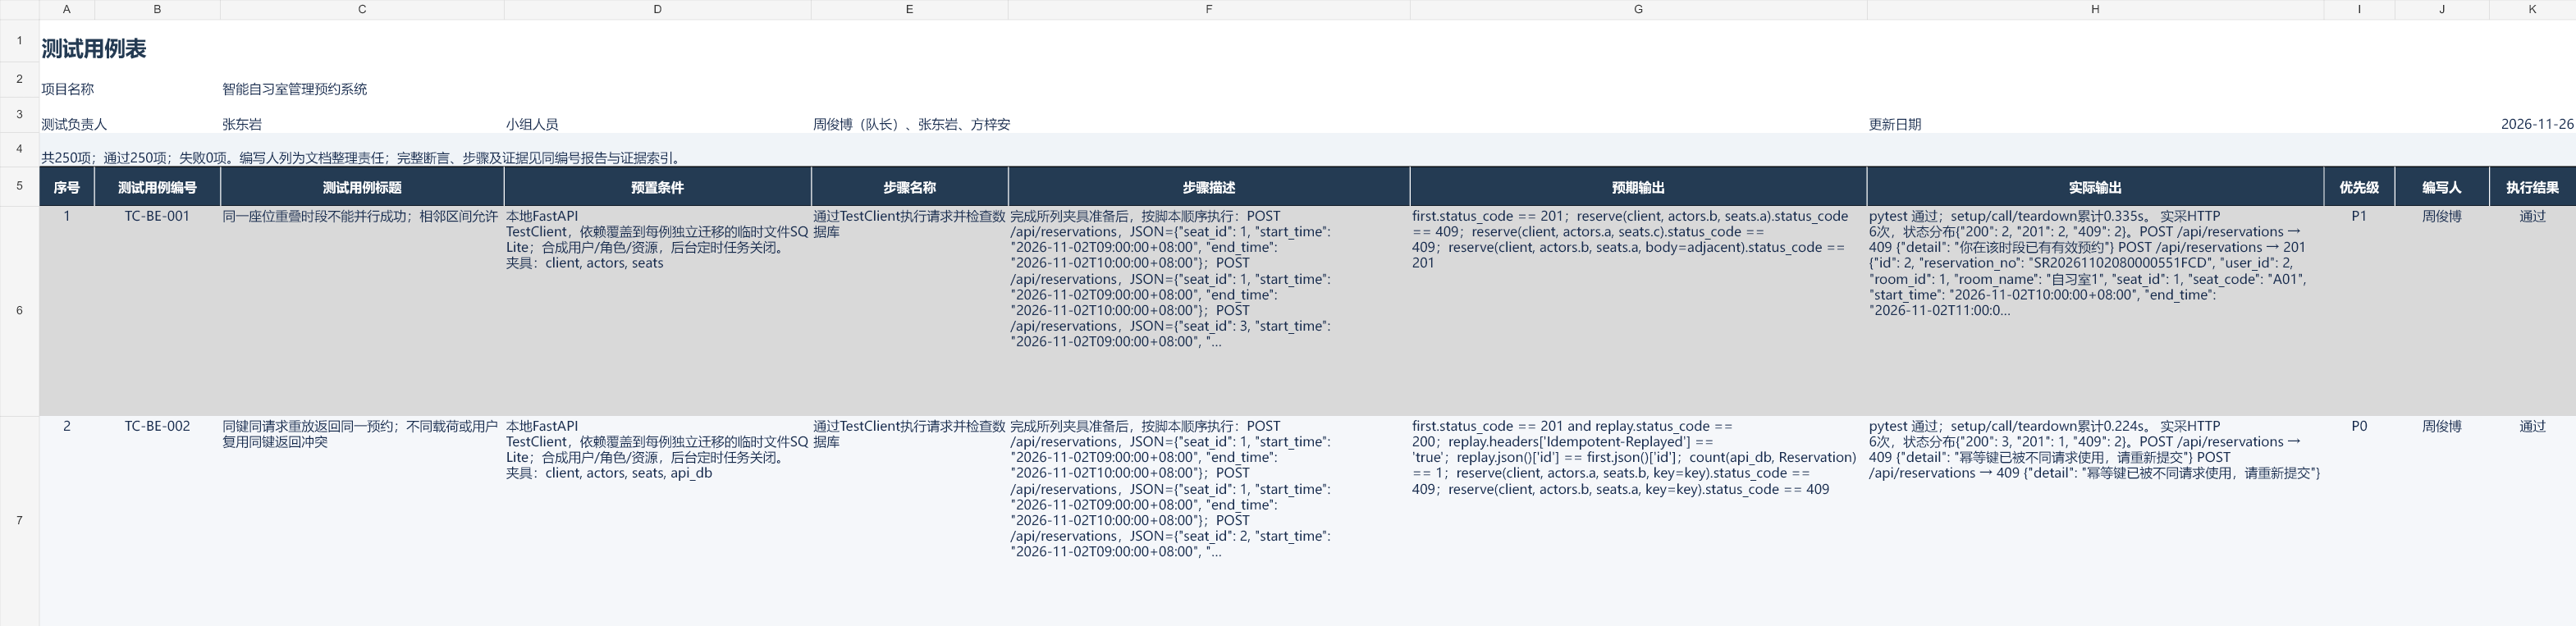 A B C D E F G H I J K
1 测试用例表
2 项目名称 智能自习室管理预约系统
3 测试负责人 张东岩 小组人员 周俊博（队长）、张东岩、方梓安 更新日期 2026-11-26
4 共250项；通过250项；失败0项。编写人列为文档整理责任；完整断言、步骤及证据见同编号报告与证据索引。
5 序号 测试用例编号 测试用例标题 预置条件 步骤名称 步骤描述 预期输出 实际输出 优先级 编写人 执行结果
6
1
TC-BE-001
同一座位重叠时段不能并行成功；相邻区间允许
本地FastAPI
TestClient，依赖覆盖到每例独立迁移的临时文件SQ
Lite；合成用户/角色/资源，后台定时任务关闭。
夹具：client, actors, seats
通过TestClient执行请求并检查数
据库
完成所列夹具准备后，按脚本顺序执行：POST
/api/reservations，JSON={"seat_id": 1, "start_time":
"2026-11-02T09:00:00+08:00", "end_time":
"2026-11-02T10:00:00+08:00"}；POST
/api/reservations，JSON={"seat_id": 1, "start_time":
"2026-11-02T09:00:00+08:00", "end_time":
"2026-11-02T10:00:00+08:00"}；POST
/api/reservations，JSON={"seat_id": 3, "start_time":
"2026-11-02T09:00:00+08:00", "...
first.status_code == 201；reserve(client, actors.b, seats.a).status_code
== 409；reserve(client, actors.a, seats.c).status_code ==
409；reserve(client, actors.b, seats.a, body=adjacent).status_code ==
201
pytest 通过；setup/call/teardown累计0.335s。 实采HTTP
6次，状态分布{"200": 2, "201": 2, "409": 2}。POST /api/reservations →
409 {"detail": "你在该时段已有有效预约"} POST /api/reservations → 201
{"id": 2, "reservation_no": "SR20261102080000551FCD", "user_id": 2,
"room_id": 1, "room_name": "自习室1", "seat_id": 1, "seat_code": "A01",
"start_time": "2026-11-02T10:00:00+08:00", "end_time":
"2026-11-02T11:00:0...
P1
周俊博
通过
7
2
TC-BE-002
同键同请求重放返回同一预约；不同载荷或用户
复用同键返回冲突
本地FastAPI
TestClient，依赖覆盖到每例独立迁移的临时文件SQ
Lite；合成用户/角色/资源，后台定时任务关闭。
夹具：client, actors, seats, api_db
通过TestClient执行请求并检查数
据库
完成所列夹具准备后，按脚本顺序执行：POST
/api/reservations，JSON={"seat_id": 1, "start_time":
"2026-11-02T09:00:00+08:00", "end_time":
"2026-11-02T10:00:00+08:00"}；POST
/api/reservations，JSON={"seat_id": 1, "start_time":
"2026-11-02T09:00:00+08:00", "end_time":
"2026-11-02T10:00:00+08:00"}；POST
/api/reservations，JSON={"seat_id": 2, "start_time":
"2026-11-02T09:00:00+08:00", "...
first.status_code == 201 and replay.status_code ==
200；replay.headers['Idempotent-Replayed'] ==
'true'；replay.json()['id'] == first.json()['id']；count(api_db, Reservation)
== 1；reserve(client, actors.a, seats.b, key=key).status_code ==
409；reserve(client, actors.b, seats.a, key=key).status_code == 409
pytest 通过；setup/call/teardown累计0.224s。 实采HTTP
6次，状态分布{"200": 3, "201": 1, "409": 2}。POST /api/reservations →
409 {"detail": "幂等键已被不同请求使用，请重新提交"} POST
/api/reservations → 409 {"detail": "幂等键已被不同请求使用，请重新提交"}
P0
周俊博
通过